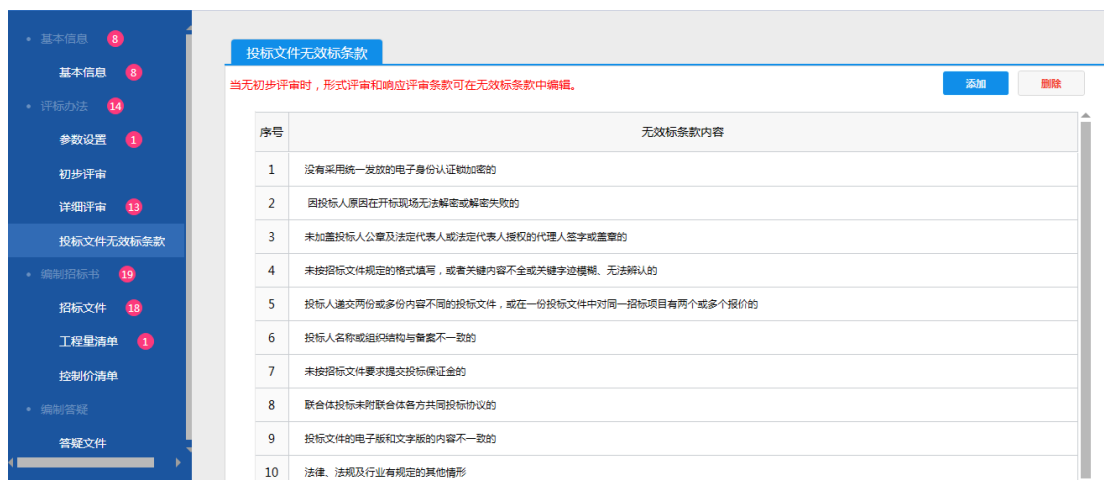 基本信息 8
基本信息 8
评标办法 14
参数设置 1
初步评审
详细评审 13
投标文件无效标条款
编制招标书 19
招标文件 18
工程量清单 1
控制价清单
编制答疑
答疑文件
投标文件无效标条款
当无初步评审时，形式评审和响应评审条款可在无效标条款中编辑。
添加 删除
序号 无效标条款内容
1 没有采用统一发放的电子身份认证锁加密的
2 因投标人原因在开标现场无法解密或解密失败的
3 未加盖投标人公章及法定代表人或法定代表人授权的代理人签字或盖章的
4 未按招标文件规定的格式填写，或者关键内容不全或关键字迹模糊、无法辨认的
5 投标人递交两份或多份内容不同的投标文件，或在一份投标文件中对同一招标项目有两个或多个报价的
6 投标人名称或组织结构与备案不一致的
7 未按招标文件要求提交投标保证金的
8 联合体投标未附联合体各方共同投标协议的
9 投标文件的电子版和文字版的内容不一致的
10 法律、法规及行业有规定的其他情形